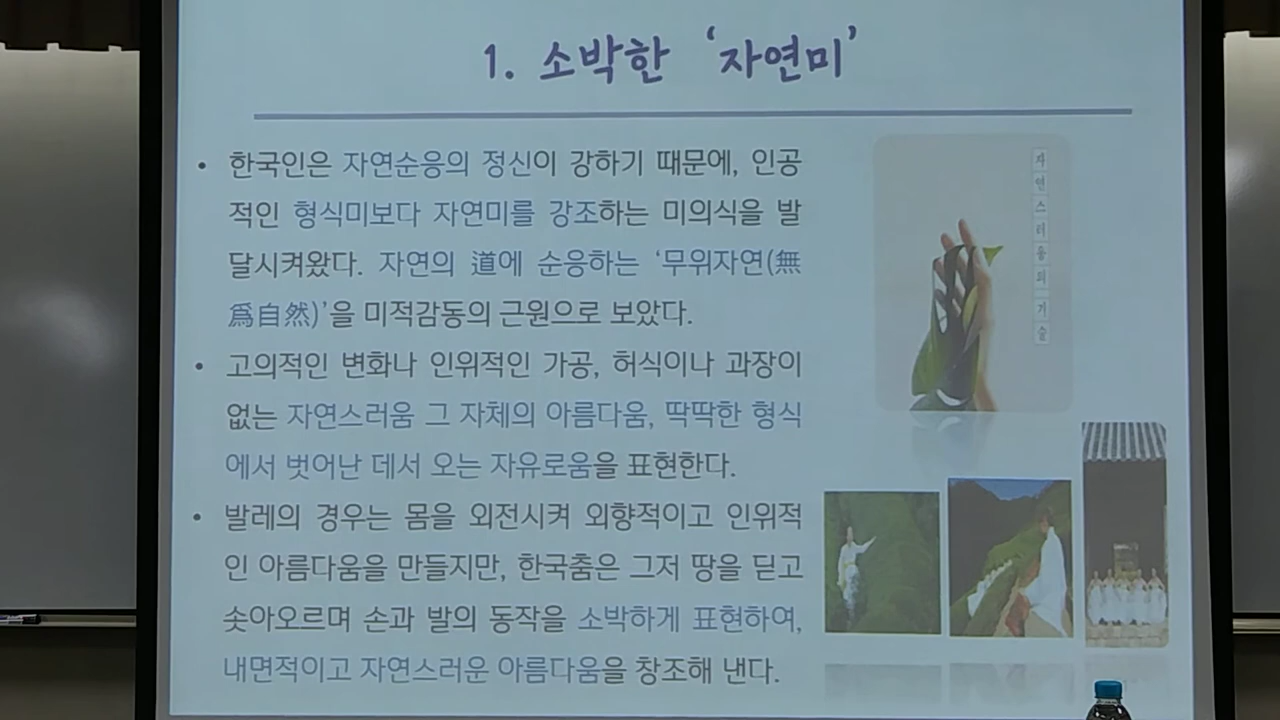 1. 소박한 ‘자연미’
• 한국인은 자연순응의 정신이 강하기 때문에, 인공
적인 형식미보다 자연미를 강조하는 미의식을 발
달시켜왔다. 자연의 道에 순응하는 ‘무위자연(無
爲自然)’을 미적감동의 근원으로 보았다.
• 고의적인 변화나 인위적인 가공, 허식이나 과장이
없는 자연스러움 그 자체의 아름다움, 딱딱한 형식
에서 벗어난 데서 오는 자유로움을 표현한다.
• 발레의 경우는 몸을 외전시켜 외향적이고 인위적
인 아름다움을 만들지만, 한국춤은 그저 땅을 딛고
솟아오르며 손과 발의 동작을 소박하게 표현하여,
내면적이고 자연스러운 아름다움을 창조해 낸다.
자연스러움의 기술